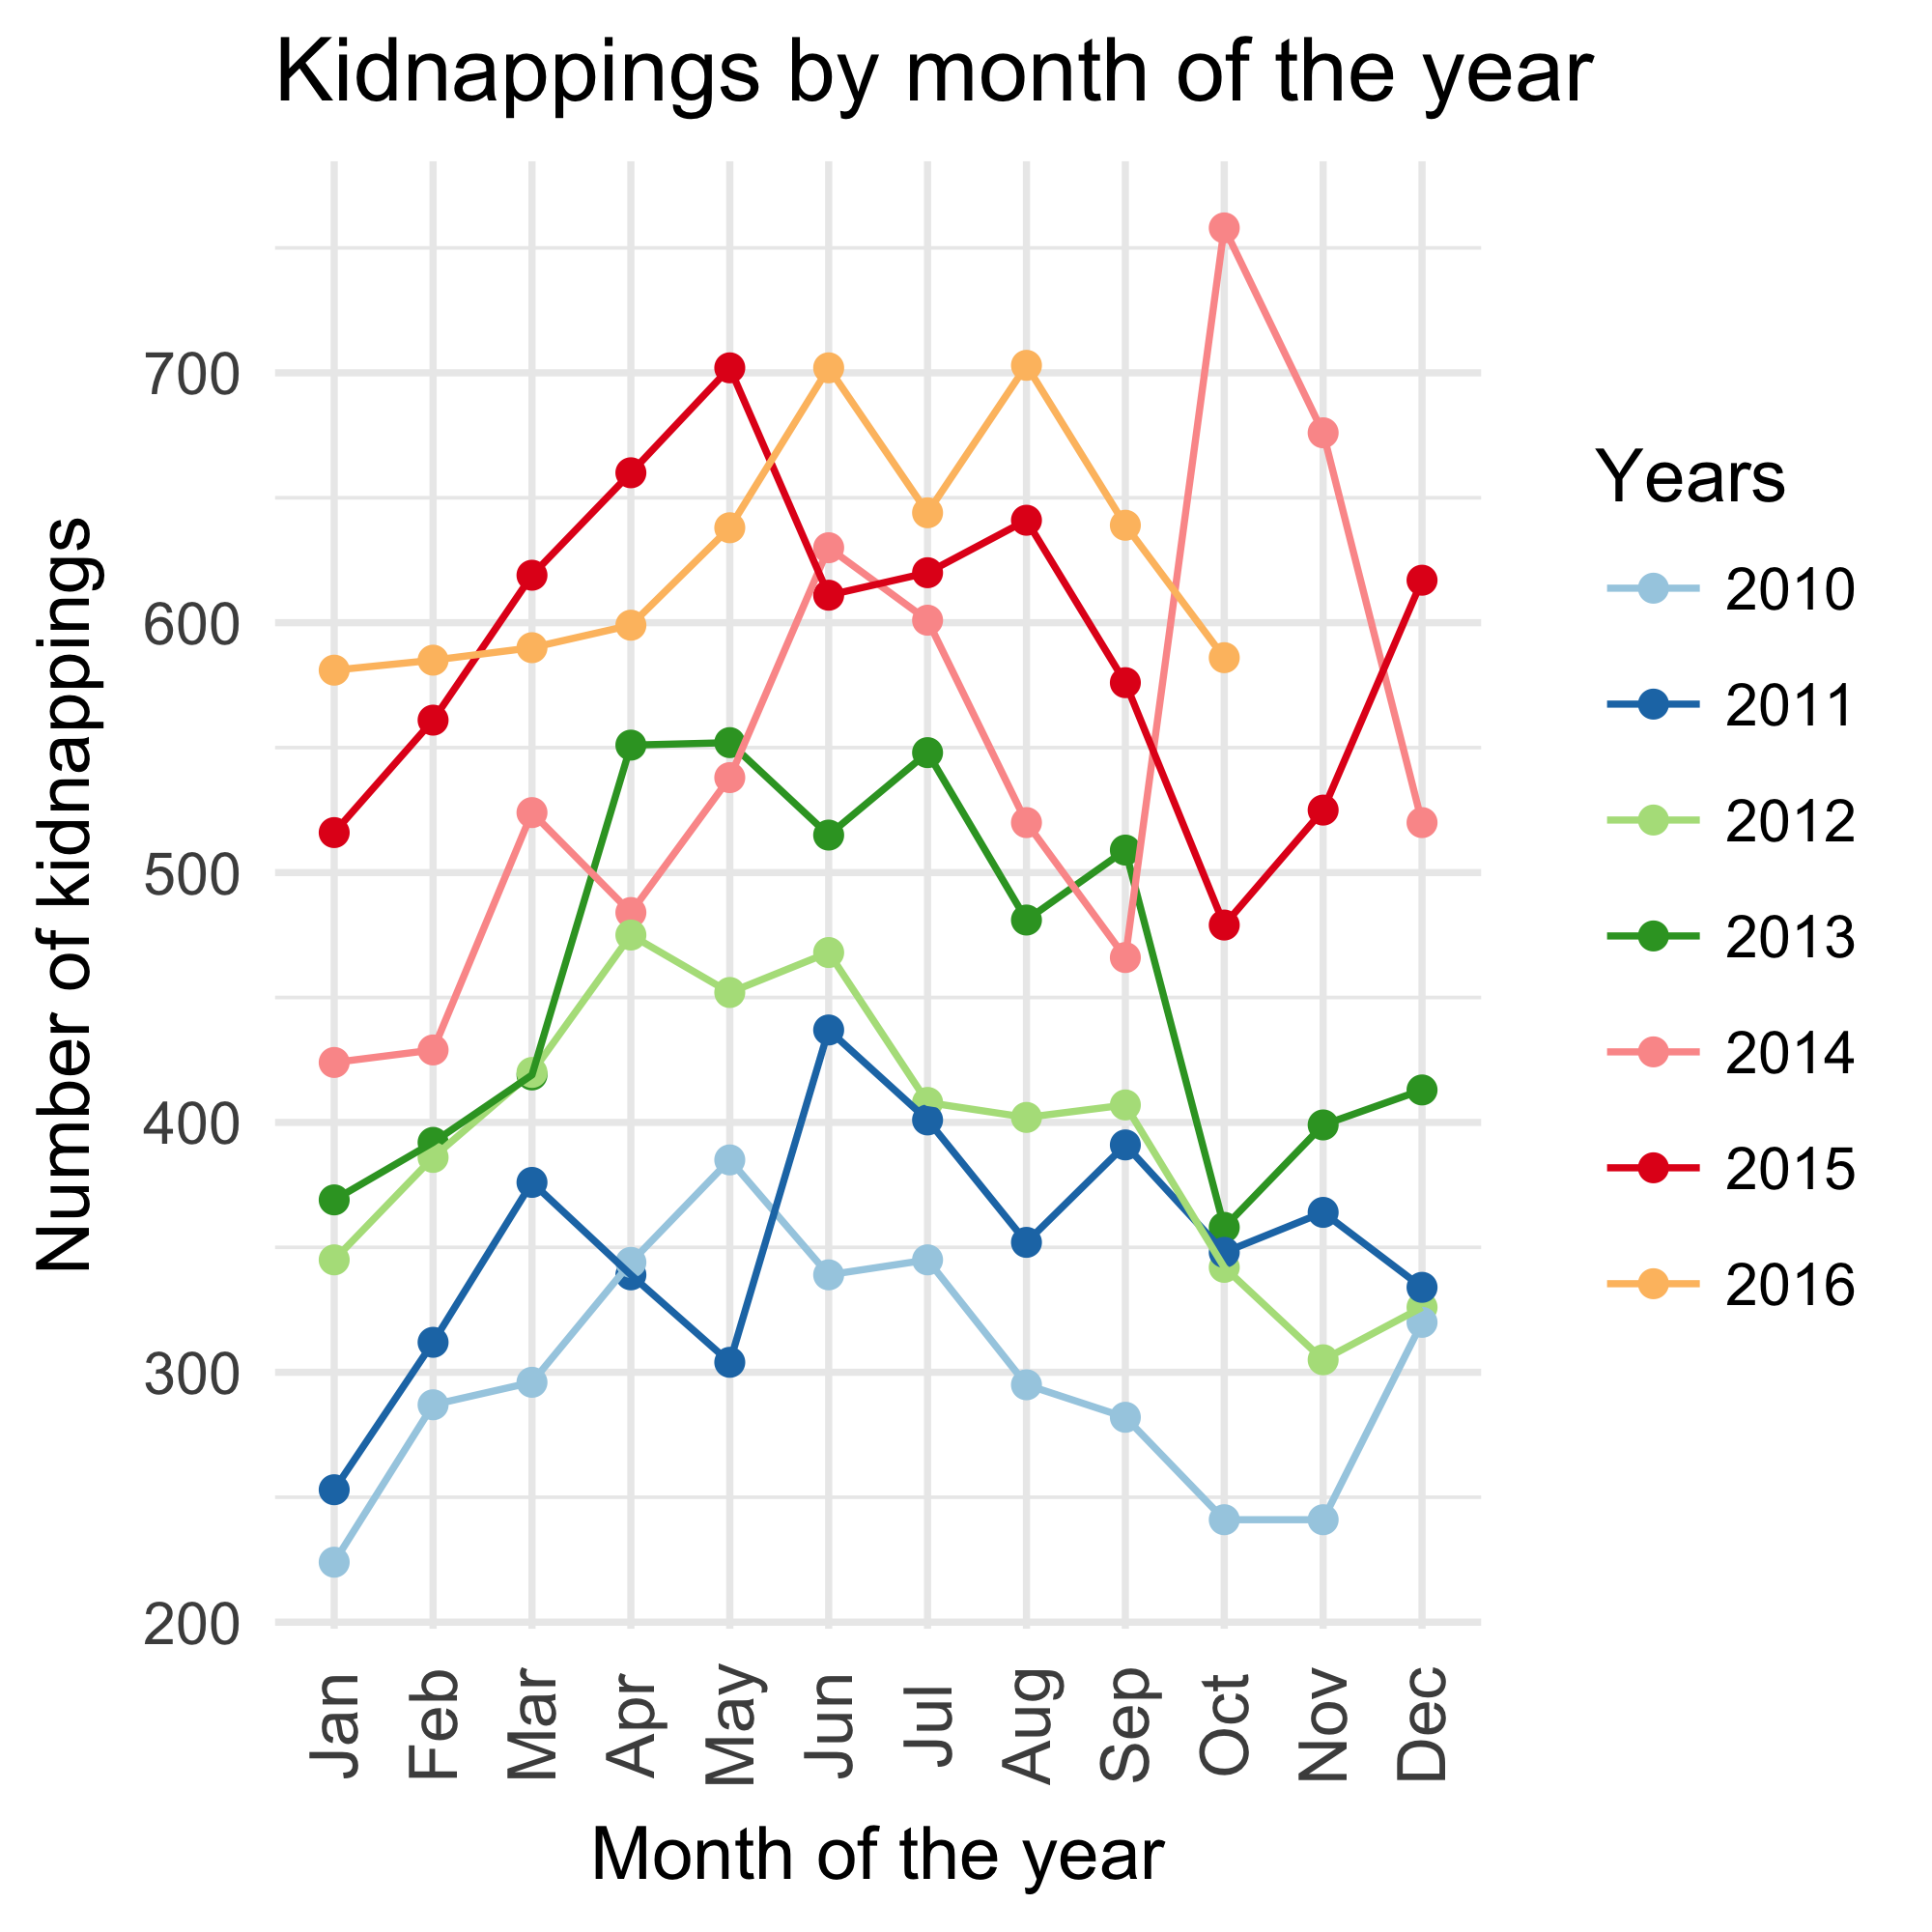 Kidnappings by month of the year
Number of kidnappings
700
600
500
400
300
200
Jan
Feb
Mar
Apr
May
Jun
Jul
Aug
Sep
Oct
Nov
Dec
Month of the year
Years
2010
2011
2012
2013
2014
2015
2016